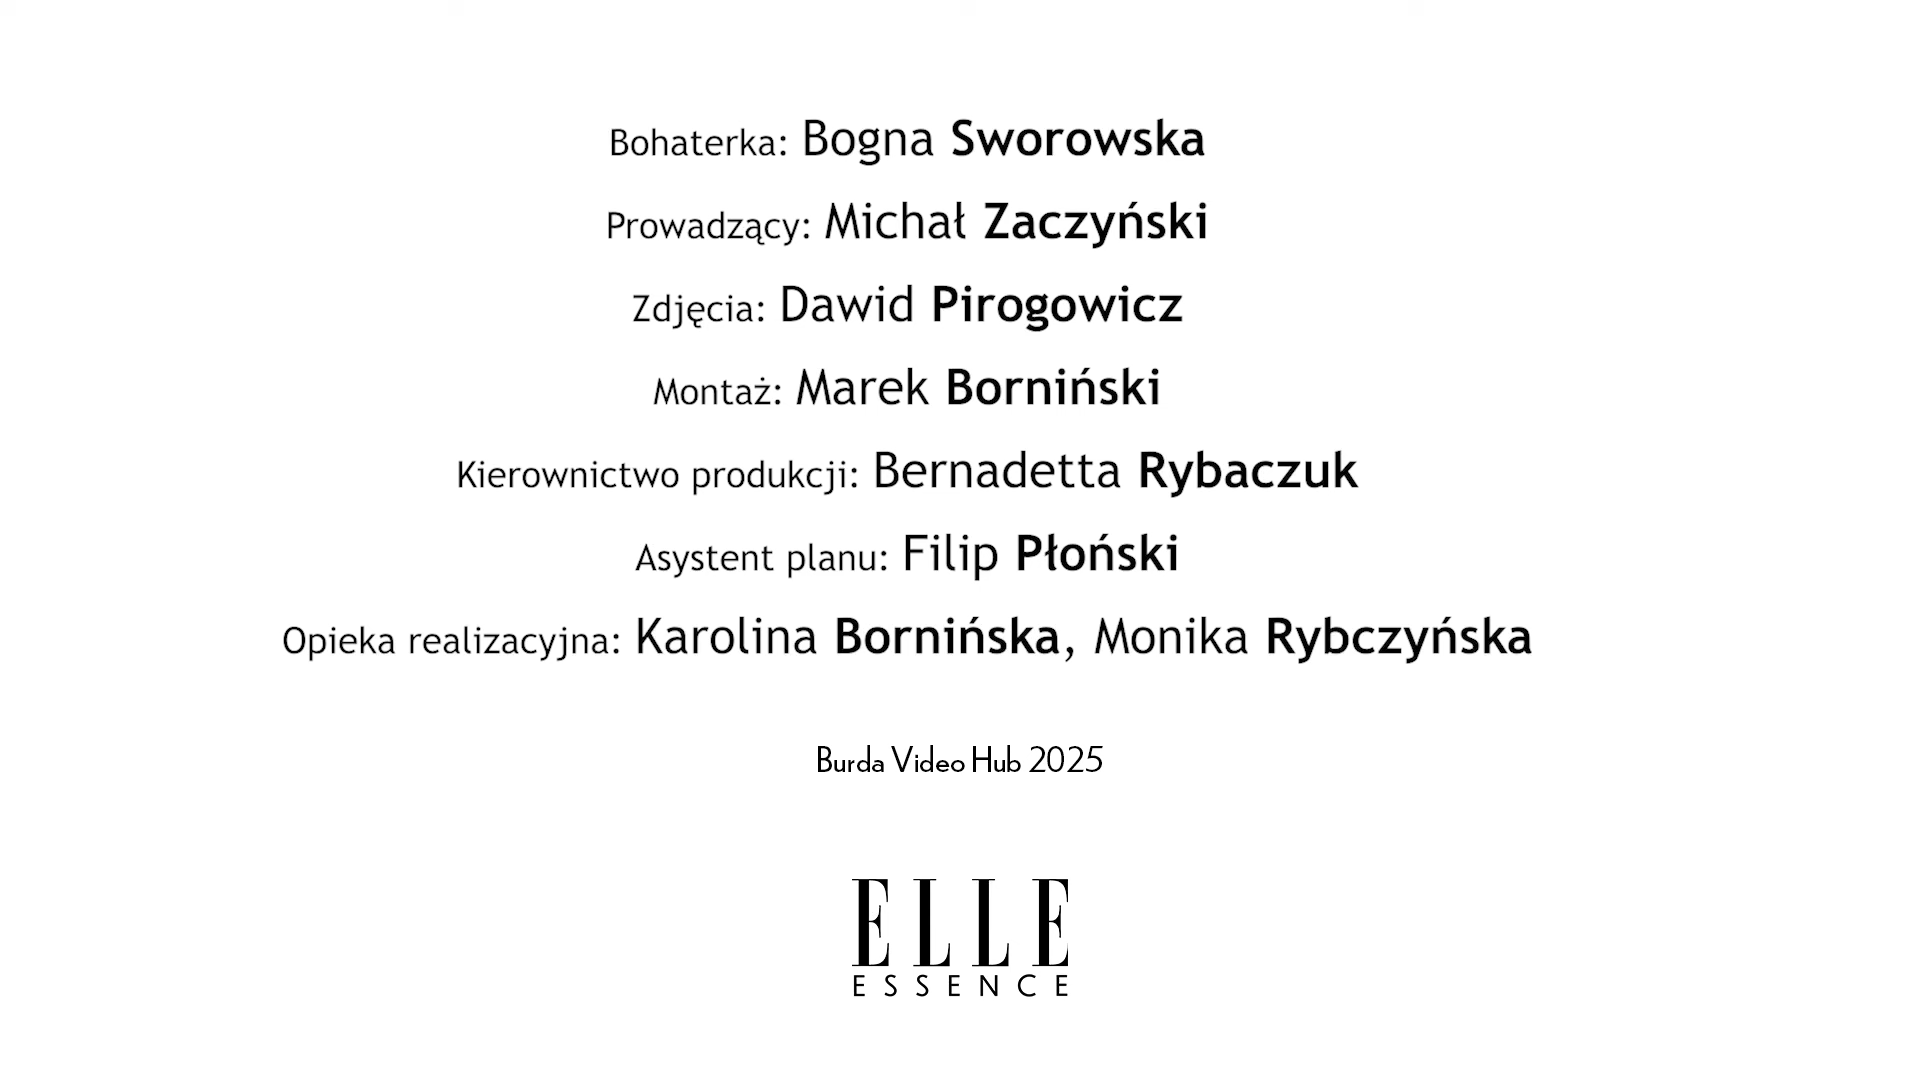 Bohaterka: Bogna Sworowska
Prowadzący: Michał Zaczyński
Zdjęcia: Dawid Pirogowicz
Montaż: Marek Borniński
Kierownictwo produkcji: Bernadetta Rybaczuk
Asystent planu: Filip Płoński
Opieka realizacyjna: Karolina Bornińska, Monika Rybczyńska
Burda Video Hub 2025
ELLE
ESSENCE